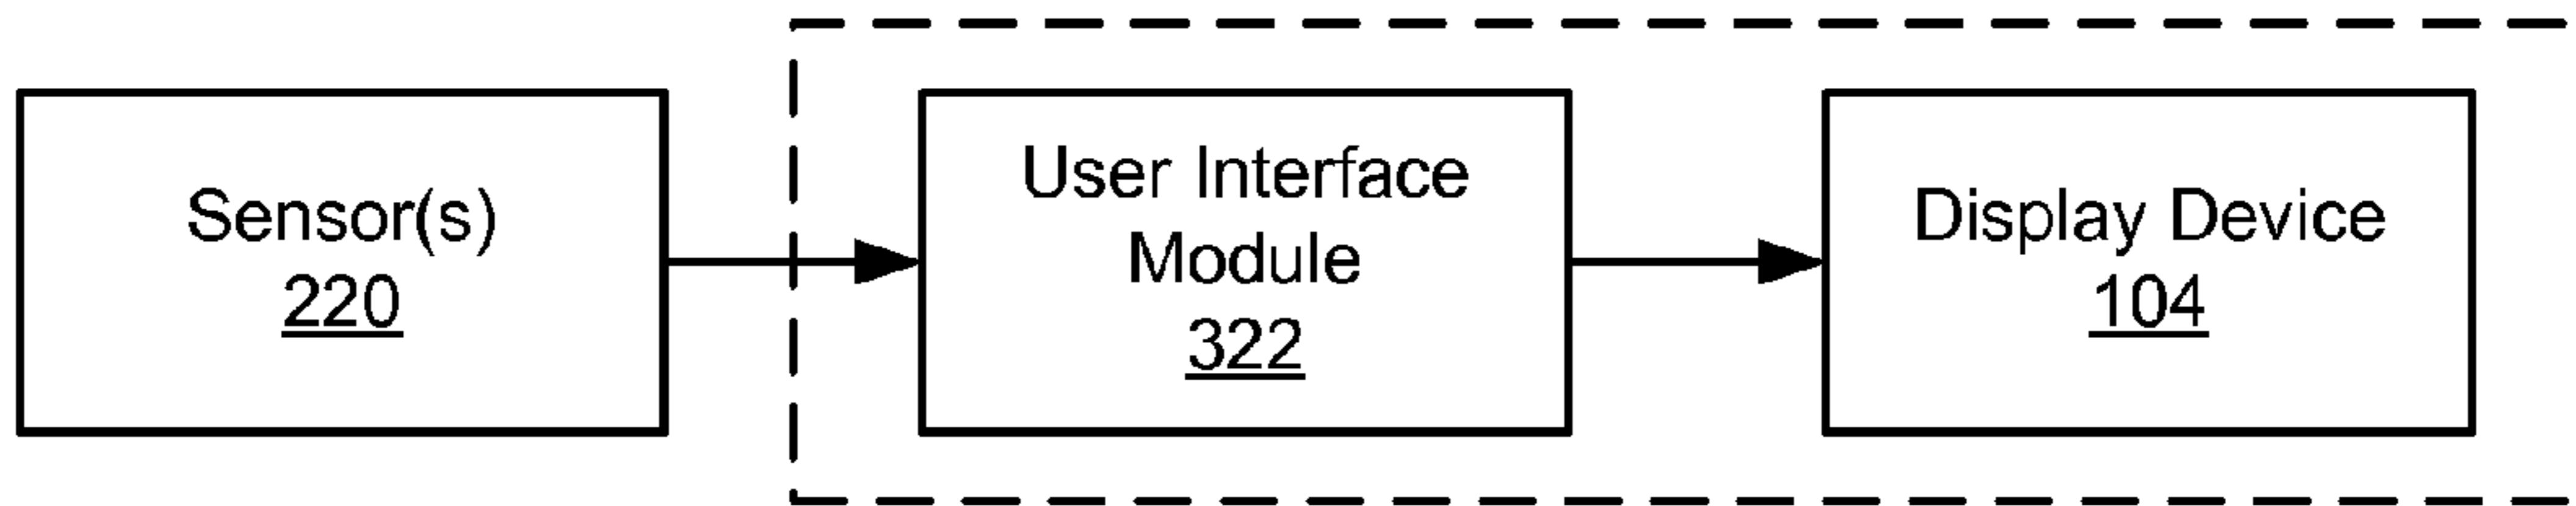 Sensor(s)
220
User Interface
Module
322
Display Device
104